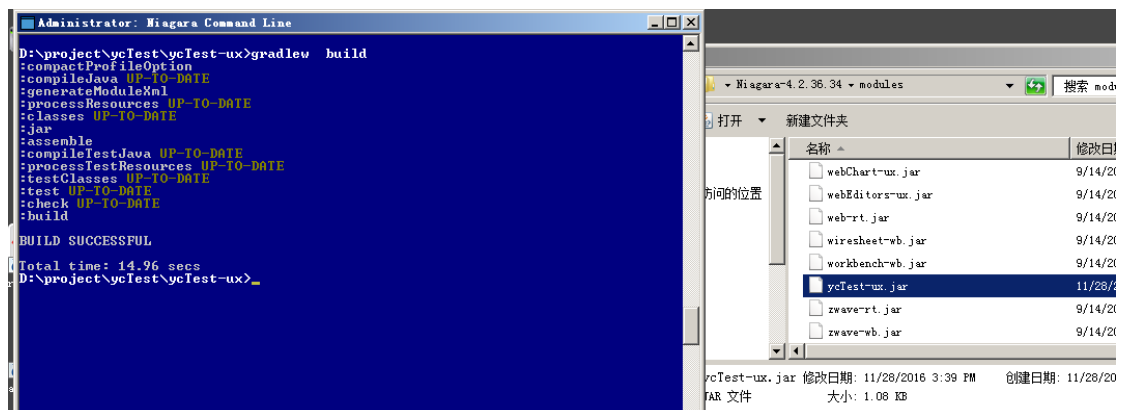 Administrator: Niagara Command Line
D:\project\ycTest\ycTest-ux>gradlew  build
:compactProfileOption
:compileJava UP-TO-DATE
:generateModuleXml
:processResources UP-TO-DATE
:classes UP-TO-DATE
:jar
:assemble
:compileTestJava UP-TO-DATE
:processTestResources UP-TO-DATE
:testClasses UP-TO-DATE
:test UP-TO-DATE
:check UP-TO-DATE
:build
BUILD SUCCESSFUL
Total time: 14.96 secs
D:\project\ycTest\ycTest-ux>_
Niagara-4.2.36.34 modules
搜索 mod
打开 新建文件夹
名称 修改日
访问的位置
webChart-ux.jar 9/14/20
webEditors-ux.jar 9/14/20
web-rt.jar 9/14/20
wiresheet-wb.jar 9/14/20
workbench-wb.jar 9/14/20
ycTest-ux.jar 11/28/2
zwave-rt.jar 9/14/20
zwave-wb.jar 9/14/20
ycTest-ux.jar 修改日期: 11/28/2016 3:39 PM 创建日期: 11/28/20
JAR 文件 大小: 1.08 KB